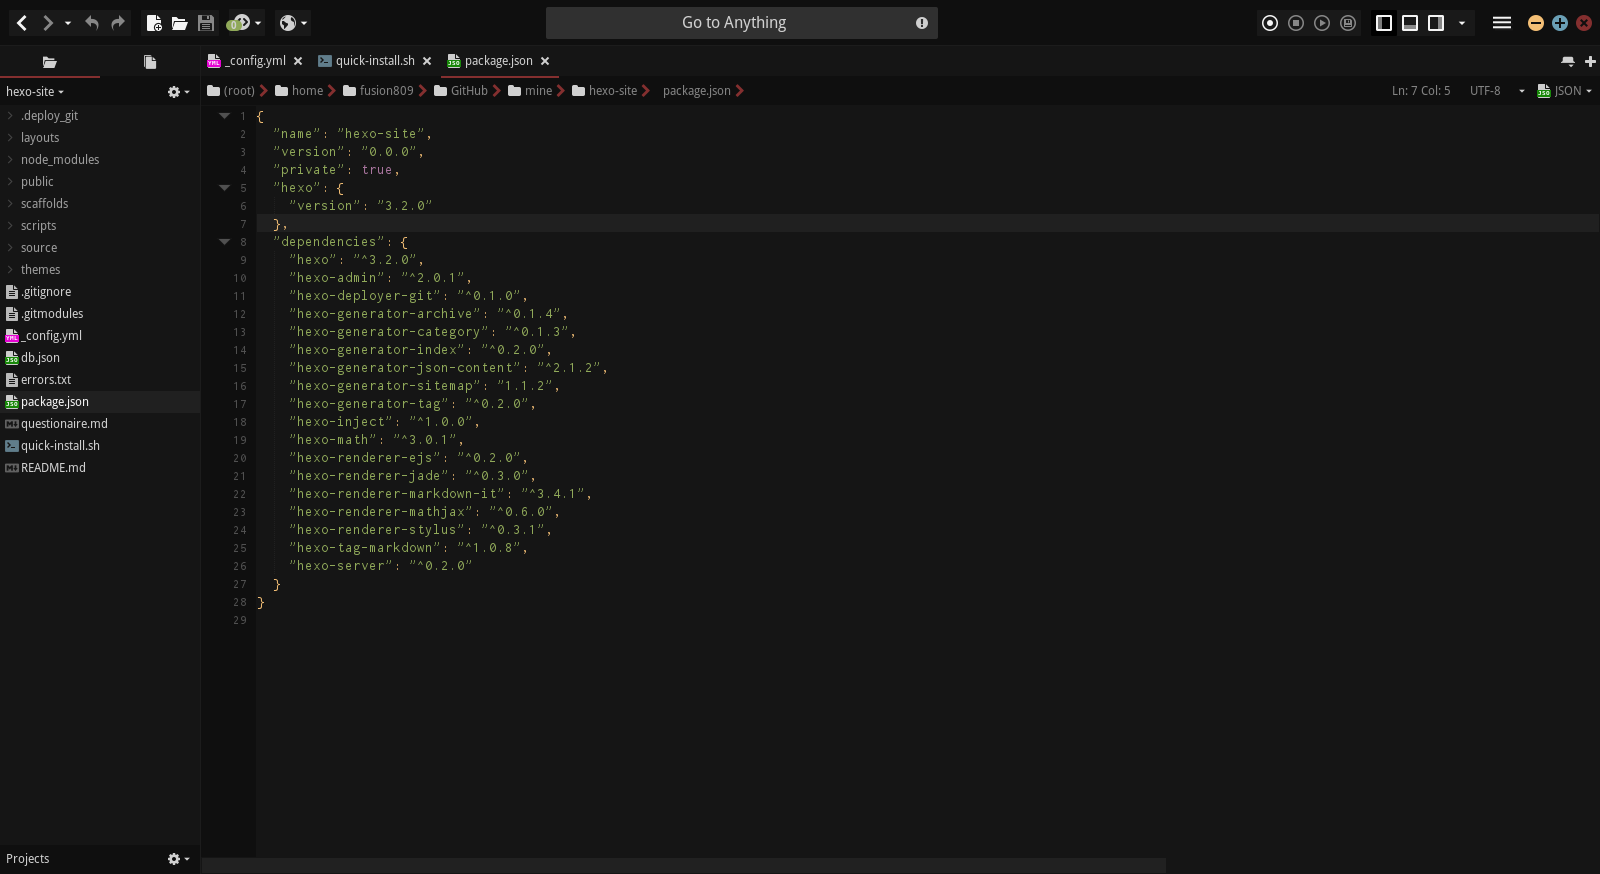 Go to Anything
_config.yml quick-install.sh package.json
hexo-site
(root) home fusion809 GitHub mine hexo-site package.json
Ln: 7 Col: 5 UTF-8 JSON
.deploy_git
layouts
node_modules
public
scaffolds
scripts
source
themes
.gitignore
.gitmodules
_config.yml
db.json
errors.txt
package.json
questionaire.md
quick-install.sh
README.md
Projects
1 {
2 "name": "hexo-site",
3 "version": "0.0.0",
4 "private": true,
5 "hexo": {
6 "version": "3.2.0"
7 },
8 "dependencies": {
9 "hexo": "^3.2.0",
10 "hexo-admin": "^2.0.1",
11 "hexo-deployer-git": "^0.1.0",
12 "hexo-generator-archive": "^0.1.4",
13 "hexo-generator-category": "^0.1.3",
14 "hexo-generator-index": "^0.2.0",
15 "hexo-generator-json-content": "^2.1.2",
16 "hexo-generator-sitemap": "1.1.2",
17 "hexo-generator-tag": "^0.2.0",
18 "hexo-inject": "^1.0.0",
19 "hexo-math": "^3.0.1",
20 "hexo-renderer-ejs": "^0.2.0",
21 "hexo-renderer-jade": "^0.3.0",
22 "hexo-renderer-markdown-it": "^3.4.1",
23 "hexo-renderer-mathjax": "^0.6.0",
24 "hexo-renderer-stylus": "^0.3.1",
25 "hexo-tag-markdown": "^1.0.8",
26 "hexo-server": "^0.2.0"
27 }
28 }
29